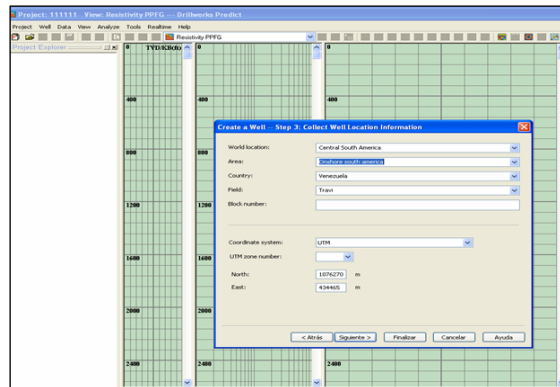 Project: 111111 - View: Resistivity PPFG -- Drillworks Predict
Project Well Data View Analyze Tools Realtime Help
Resistivity PPFG
Project Explorer
0 TVD/KB(ft) 0 0
400 400 400
800 800
1200 1200
1600 1600
2000 2000
2400 2400 2400
Create a Well -- Step 3: Collect Well Location Information
World location: Central South America
Area: Onshore south america
Country: Venezuela
Field: Travi
Block number:
Coordinate system: UTM
UTM zone number:
North: 1076270 m
East: 434465 m
< Atrás Siguiente > Finalizar Cancelar Ayuda